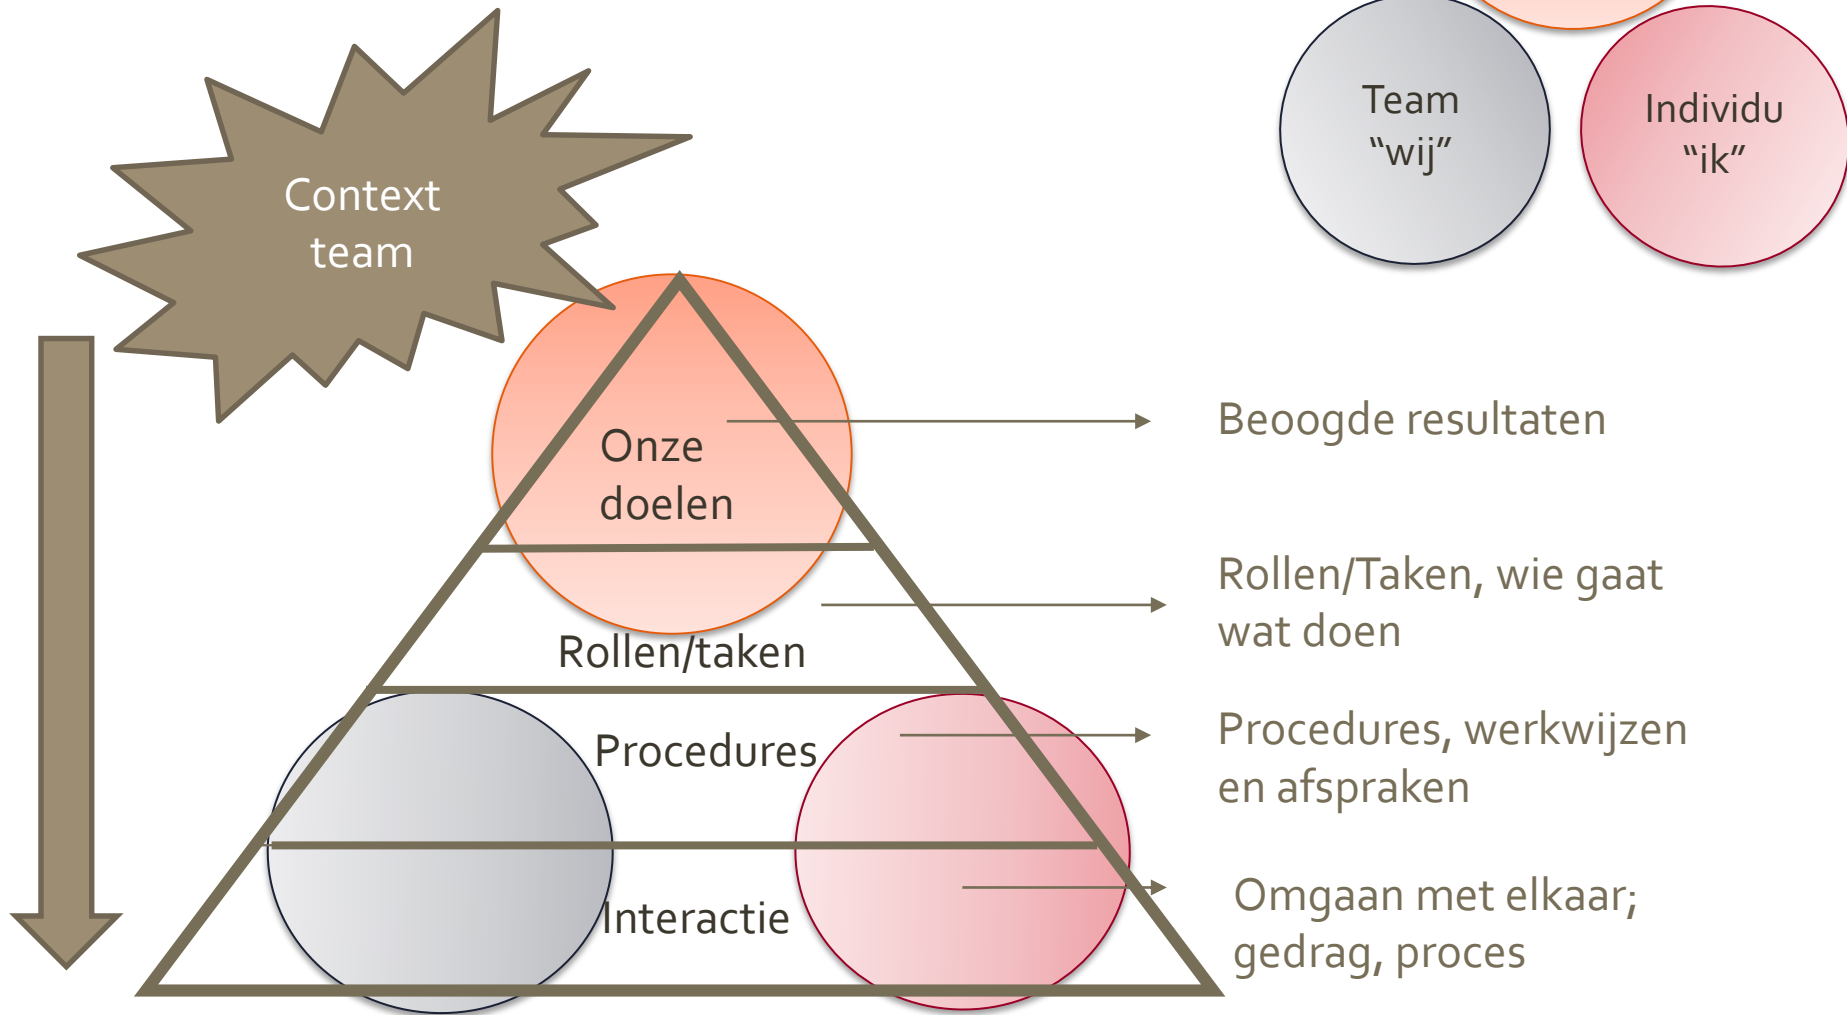 Team
“wij”
Individu
“ik”
Context
team
Onze
doelen
Rollen/taken
Procedures
Interactie
Beoogde resultaten
Rollen/Taken, wie gaat
wat doen
Procedures, werkwijzen
en afspraken
Omgaan met elkaar;
gedrag, proces